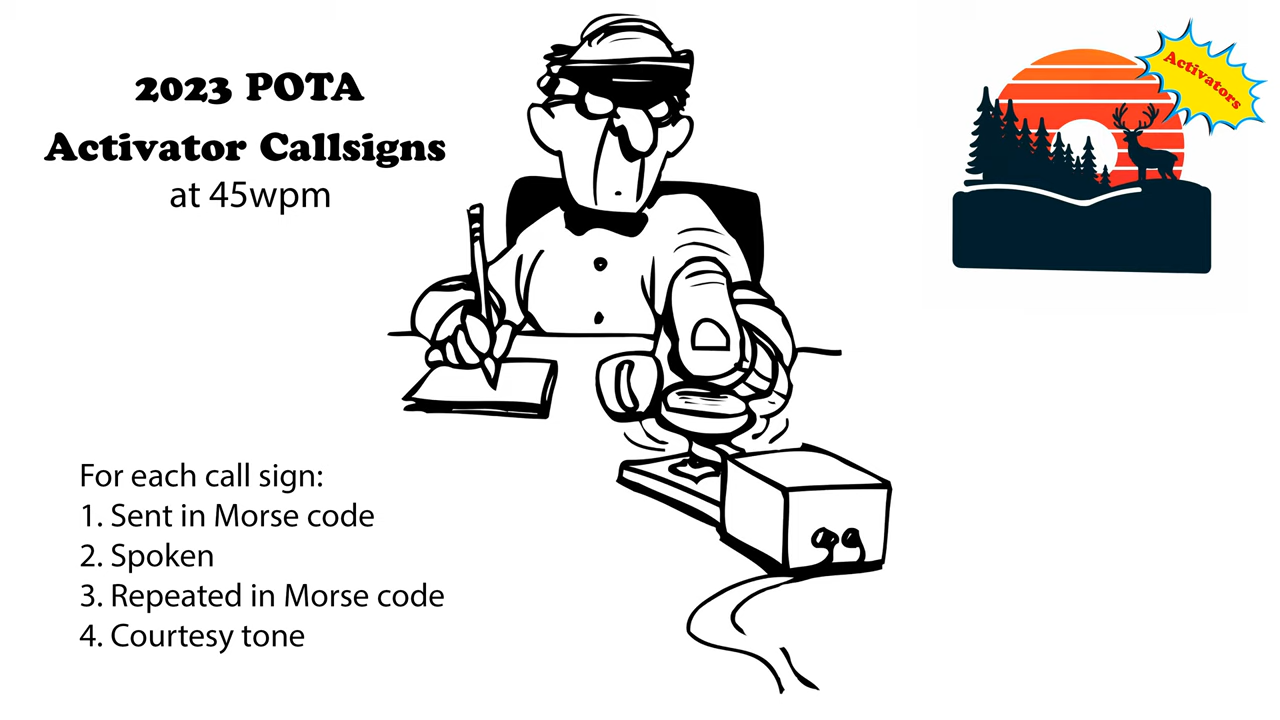 2023 POTA
Activator Callsigns
at 45wpm
Activators
For each call sign:
1. Sent in Morse code
2. Spoken
3. Repeated in Morse code
4. Courtesy tone